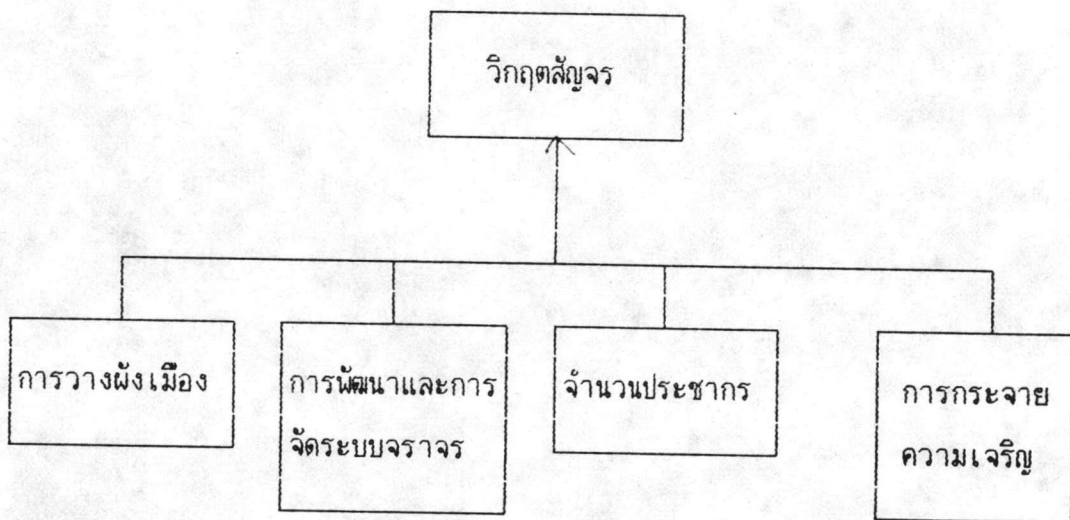 วิกฤตสัญจร
การวางผังเมือง
การพัฒนาและการ
จัดระบบจราจร
จำนวนประชากร
การกระจาย
ความเจริญ